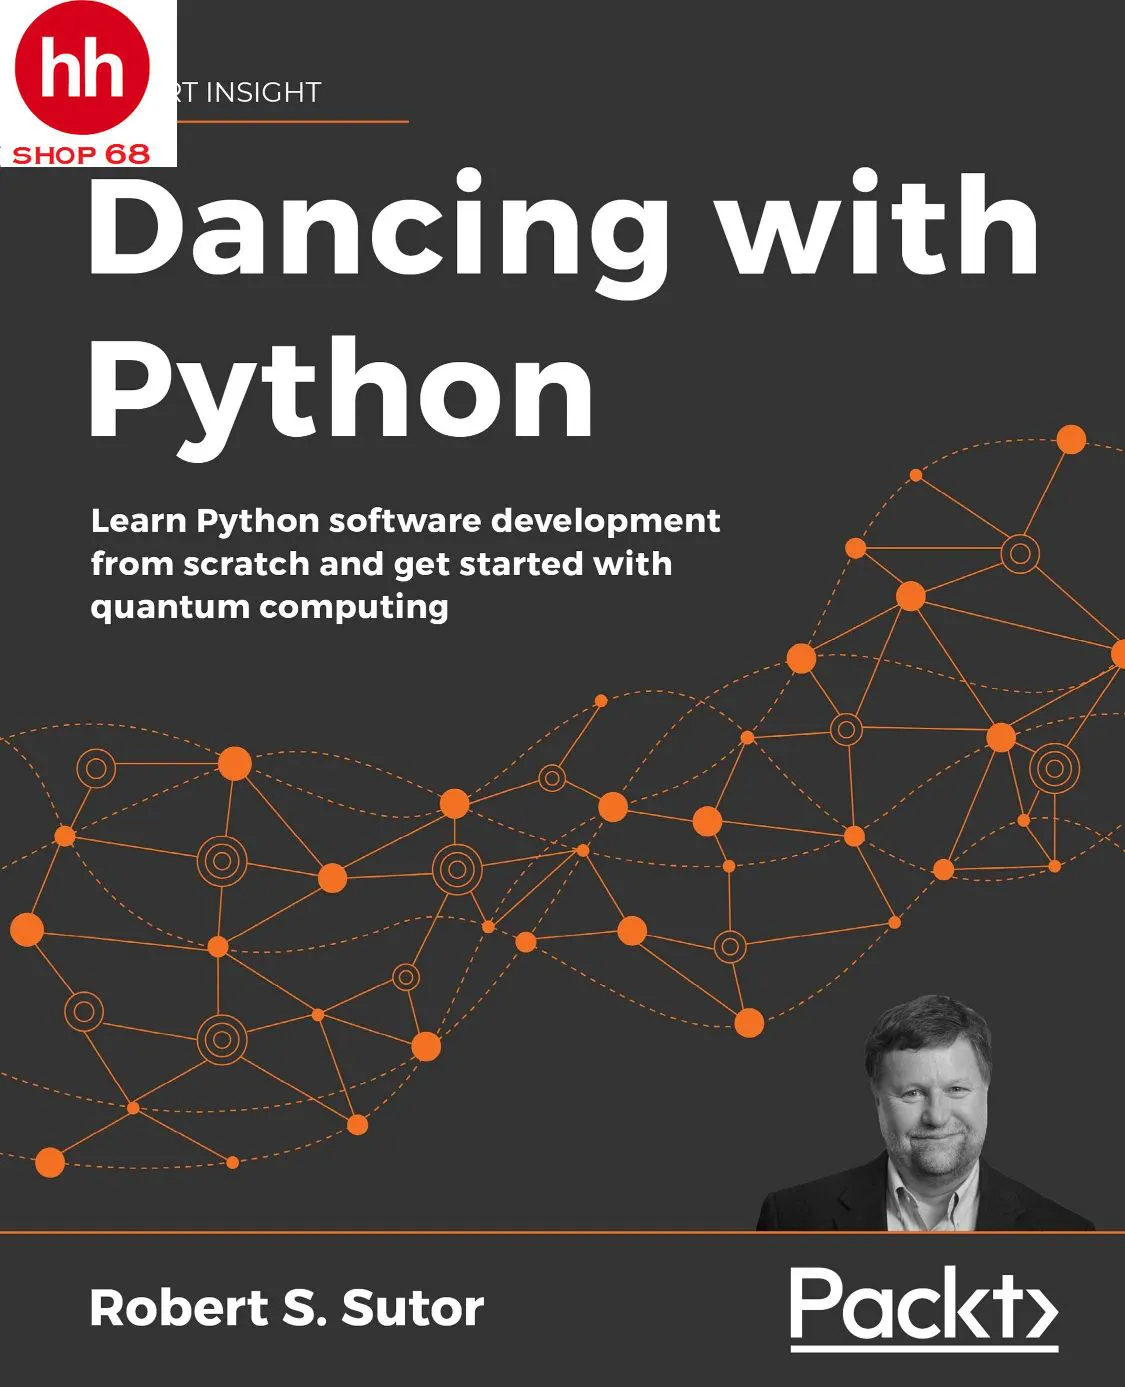 hh
SHOP 68
RT INSIGHT
Dancing with
Python
Learn Python software development
from scratch and get started with
quantum computing
Robert S. Sutor
Packt